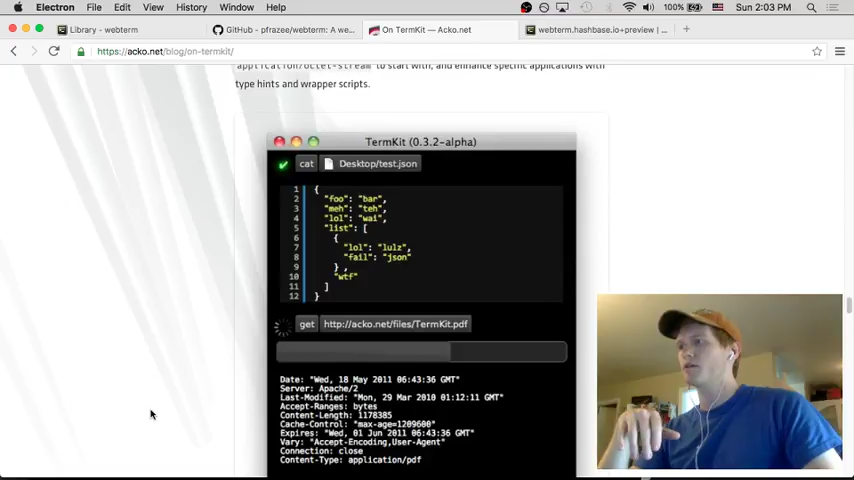 Electron File Edit View History Window Help
100% Sun 2:03 PM
Library - webterm
GitHub - pfrazee/webterm: A we...
On TermKit — Acko.net
webterm.hashbase.io+preview | ...
https://acko.net/blog/on-termkit/
application/octet-stream to start with, and enhance specific applications with
type hints and wrapper scripts.
TermKit (0.3.2-alpha)
cat Desktop/test.json
1 {
2 "foo": "bar",
3 "meh": "teh",
4 "lol": "wai",
5 "list": [
6 {
7 "lol": "lulz",
8 "fail": "json"
9 } ,
10 "wtf"
11 ]
12 }
get http://acko.net/files/TermKit.pdf
Date: "Wed, 18 May 2011 06:43:36 GMT"
Server: Apache/2
Last-Modified: "Mon, 29 Mar 2010 01:12:11 GMT"
Accept-Ranges: bytes
Content-Length: 1178385
Cache-Control: "max-age=1209600"
Expires: "Wed, 01 Jun 2011 06:43:36 GMT"
Vary: "Accept-Encoding,User-Agent"
Connection: close
Content-Type: application/pdf